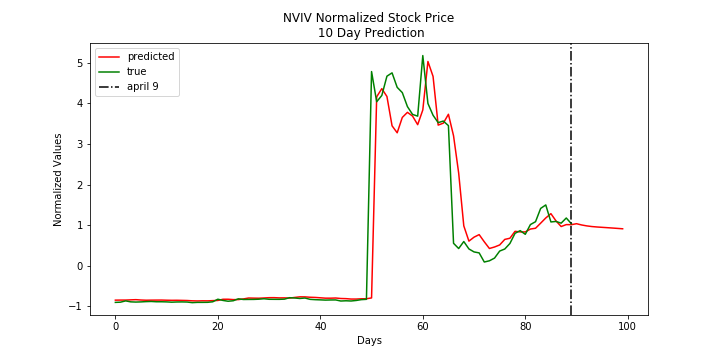 NVIV Normalized Stock Price
10 Day Prediction
predicted
true
april 9
Normalized Values
5
4
3
2
1
0
−1
0 20 40 60 80 100
Days